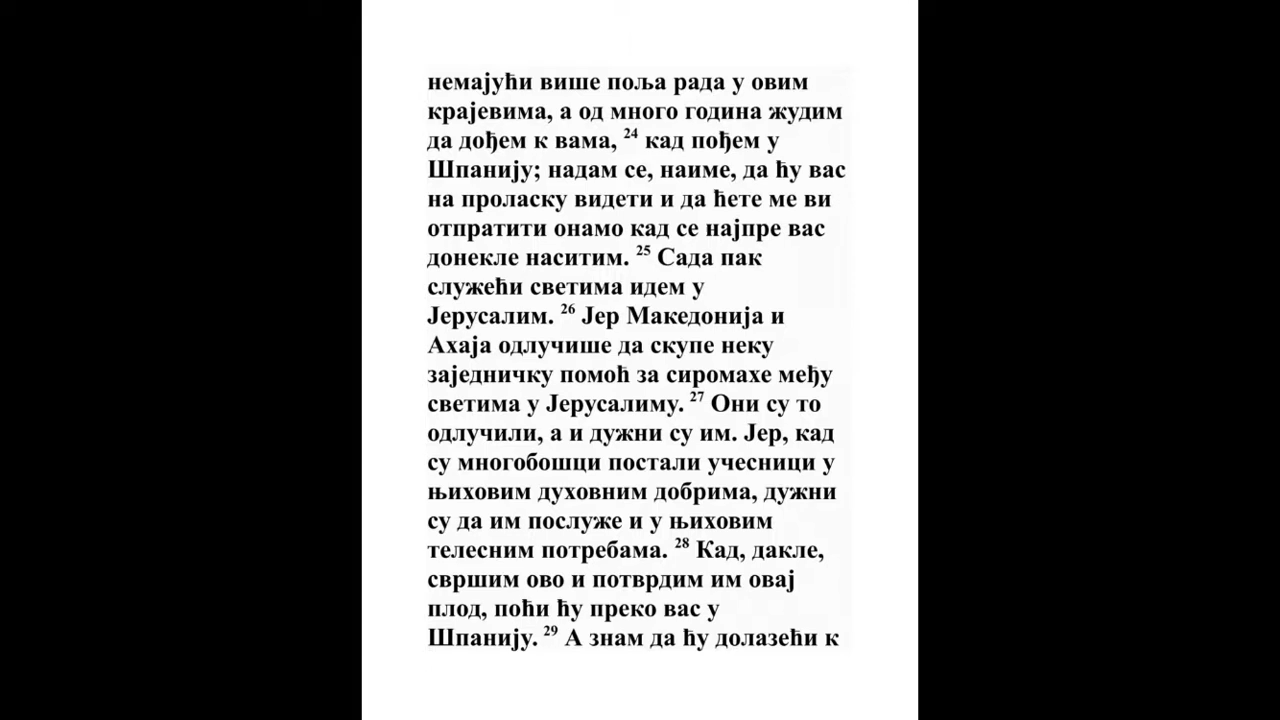 немајући више поља рада у овим
крајевима, а од много година жудим
да дођем к вама, 24 кад пођем у
Шпанију; надам се, наиме, да ћу вас
на проласку видети и да ћете ме ви
отпратити онамо кад се најпре вас
донекле наситим. 25 Сада пак
служећи светима идем у
Јерусалим. 26 Јер Македонија и
Ахаја одлучише да скупе неку
заједничку помоћ за сиромахе међу
светима у Јерусалиму. 27 Они су то
одлучили, а и дужни су им. Јер, кад
су многобошци постали учесници у
њиховим духовним добрима, дужни
су да им послуже и у њиховим
телесним потребама. 28 Кад, дакле,
свршим ово и потврдим им овај
плод, поћи ћу преко вас у
Шпанију. 29 А знам да ћу долазећи к